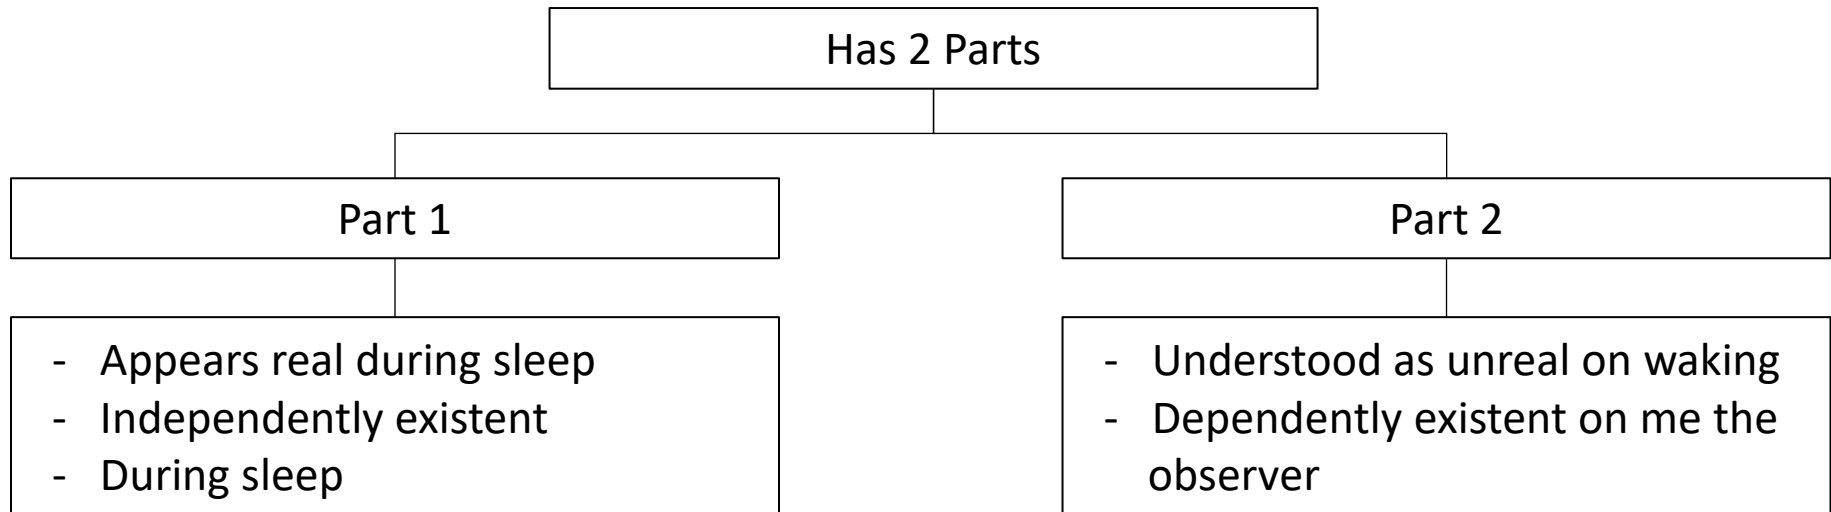 Has 2 Parts
Part 1
Part 2
- Appears real during sleep
- Independently existent
- During sleep
- Understood as unreal on waking
- Dependently existent on me the
observer